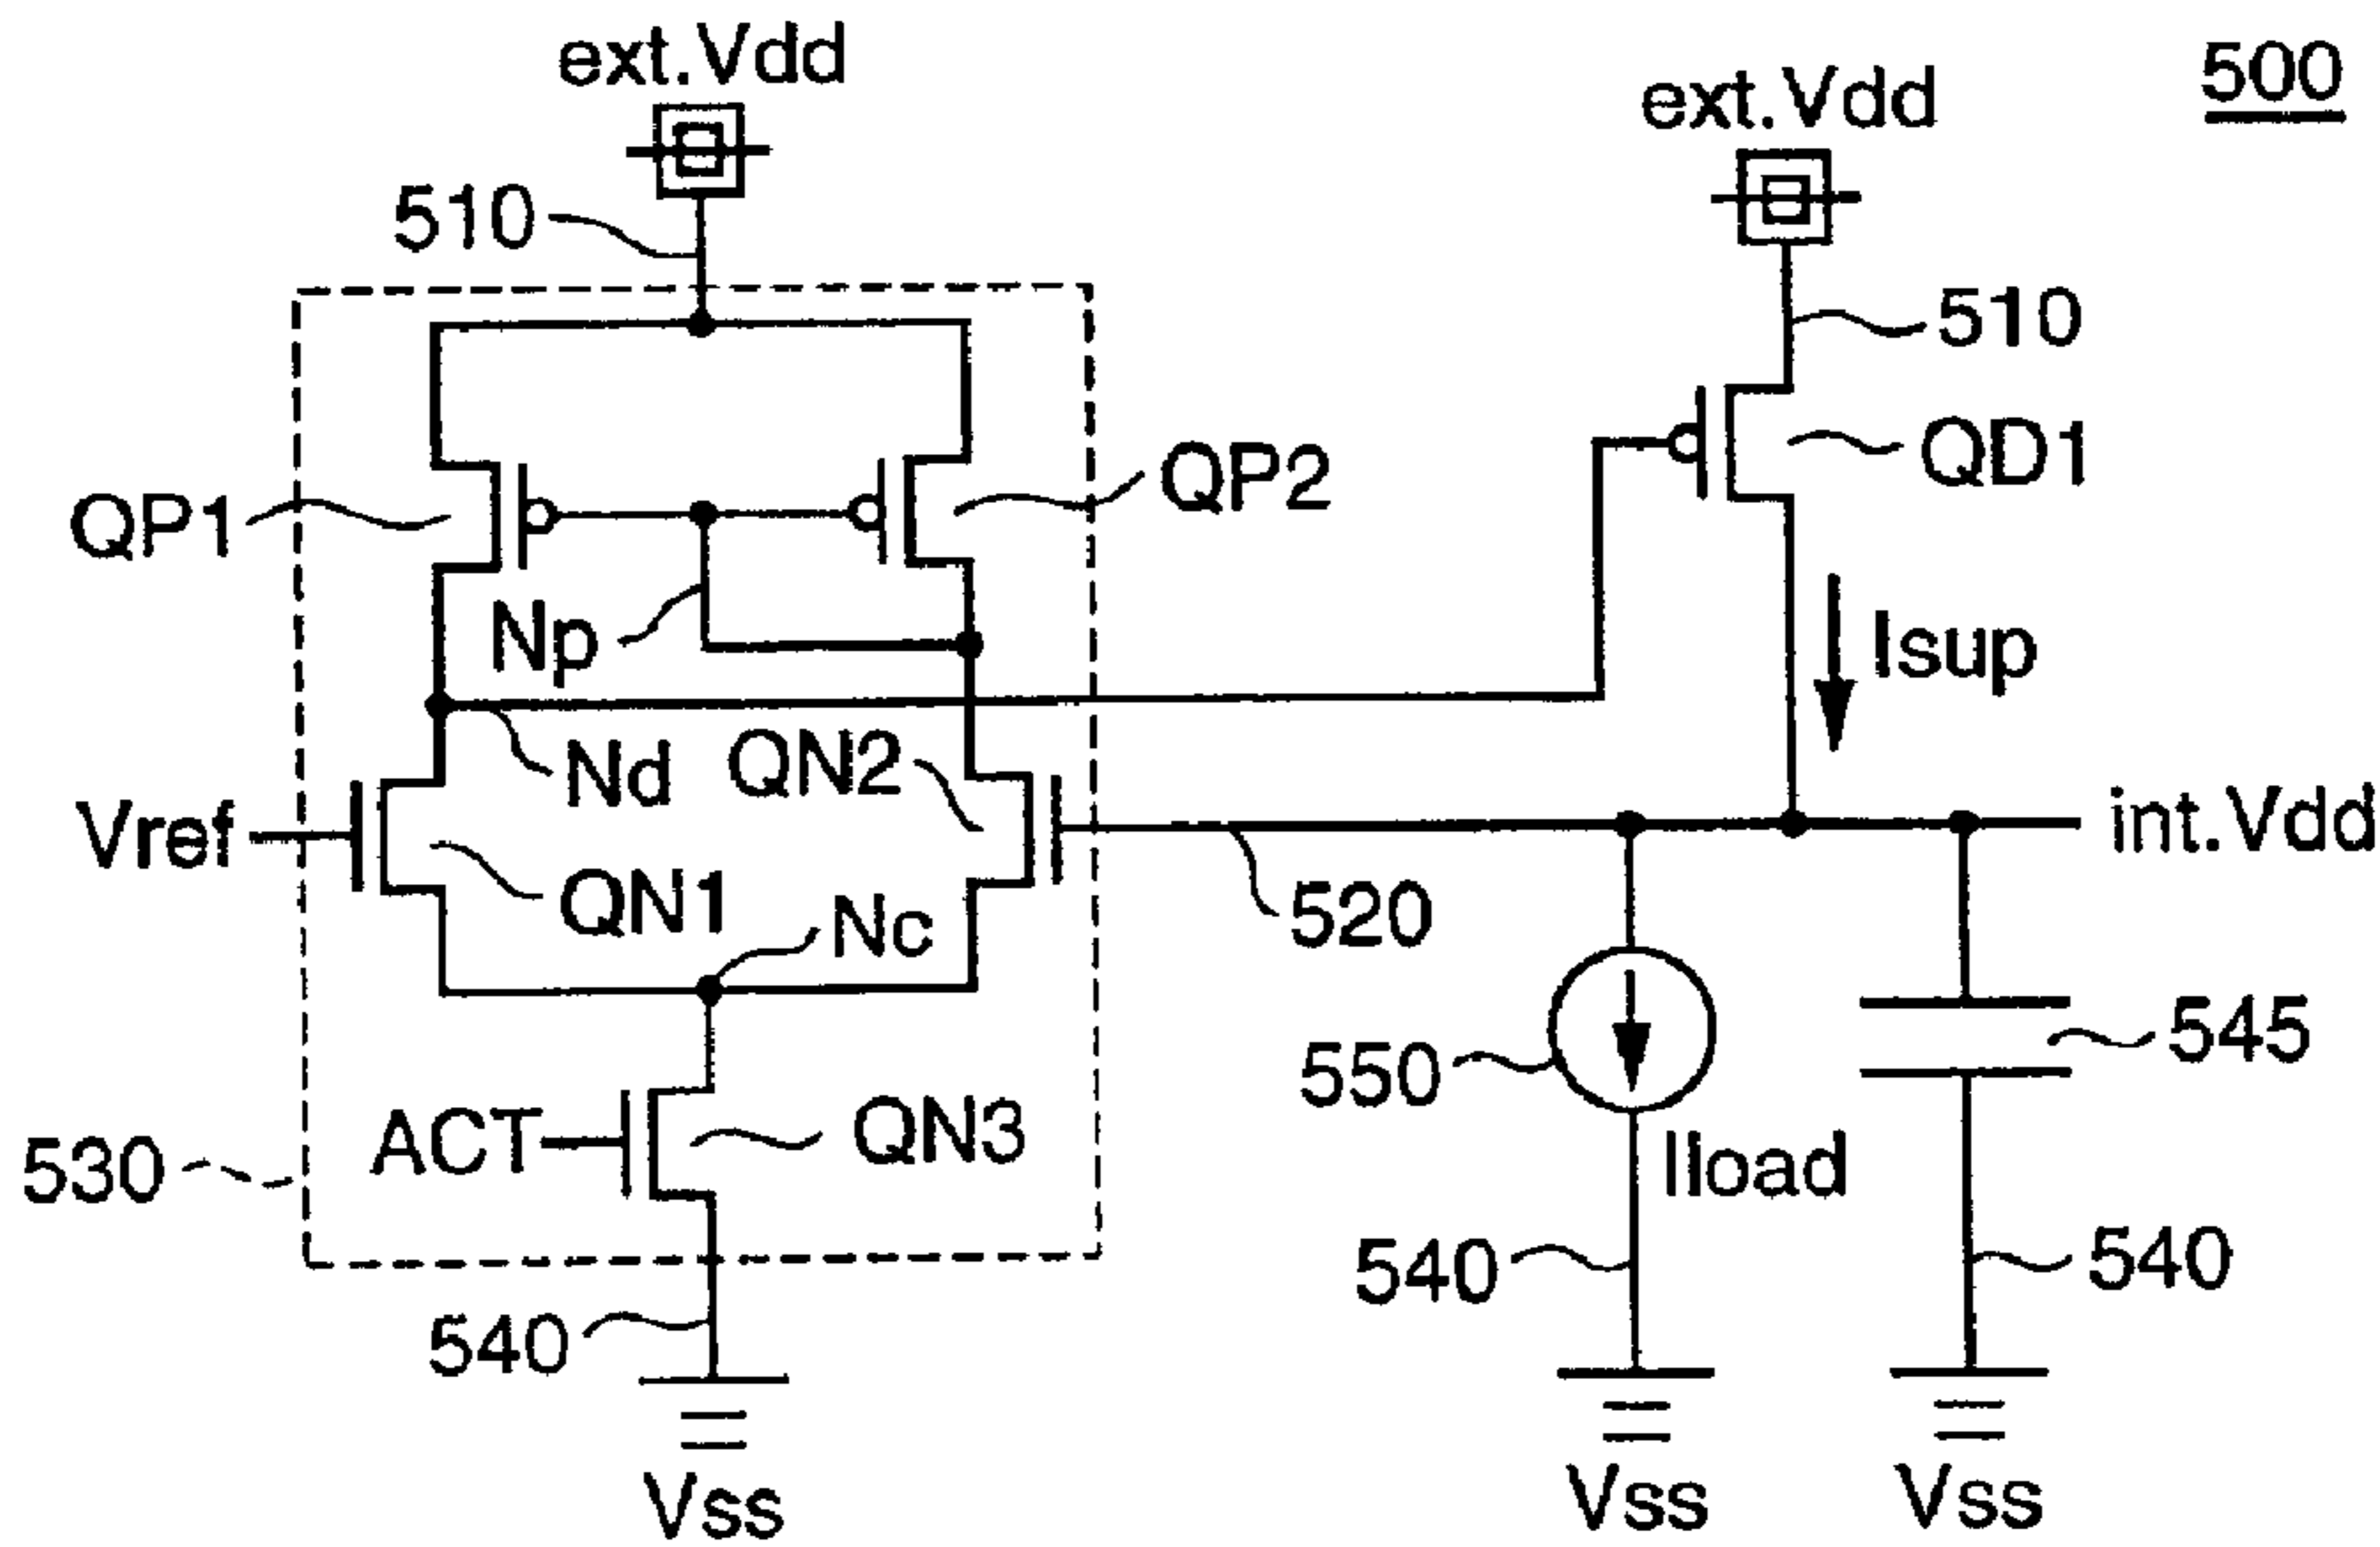 ext.Vdd
ext.Vdd
500
510
510
QP1
QP2
QD1
Np
Isup
Nd
QN2
Vref
int.Vdd
QN1
Nc
520
550
545
ACT
QN3
Iload
530
540
540
540
Vss
Vss
Vss